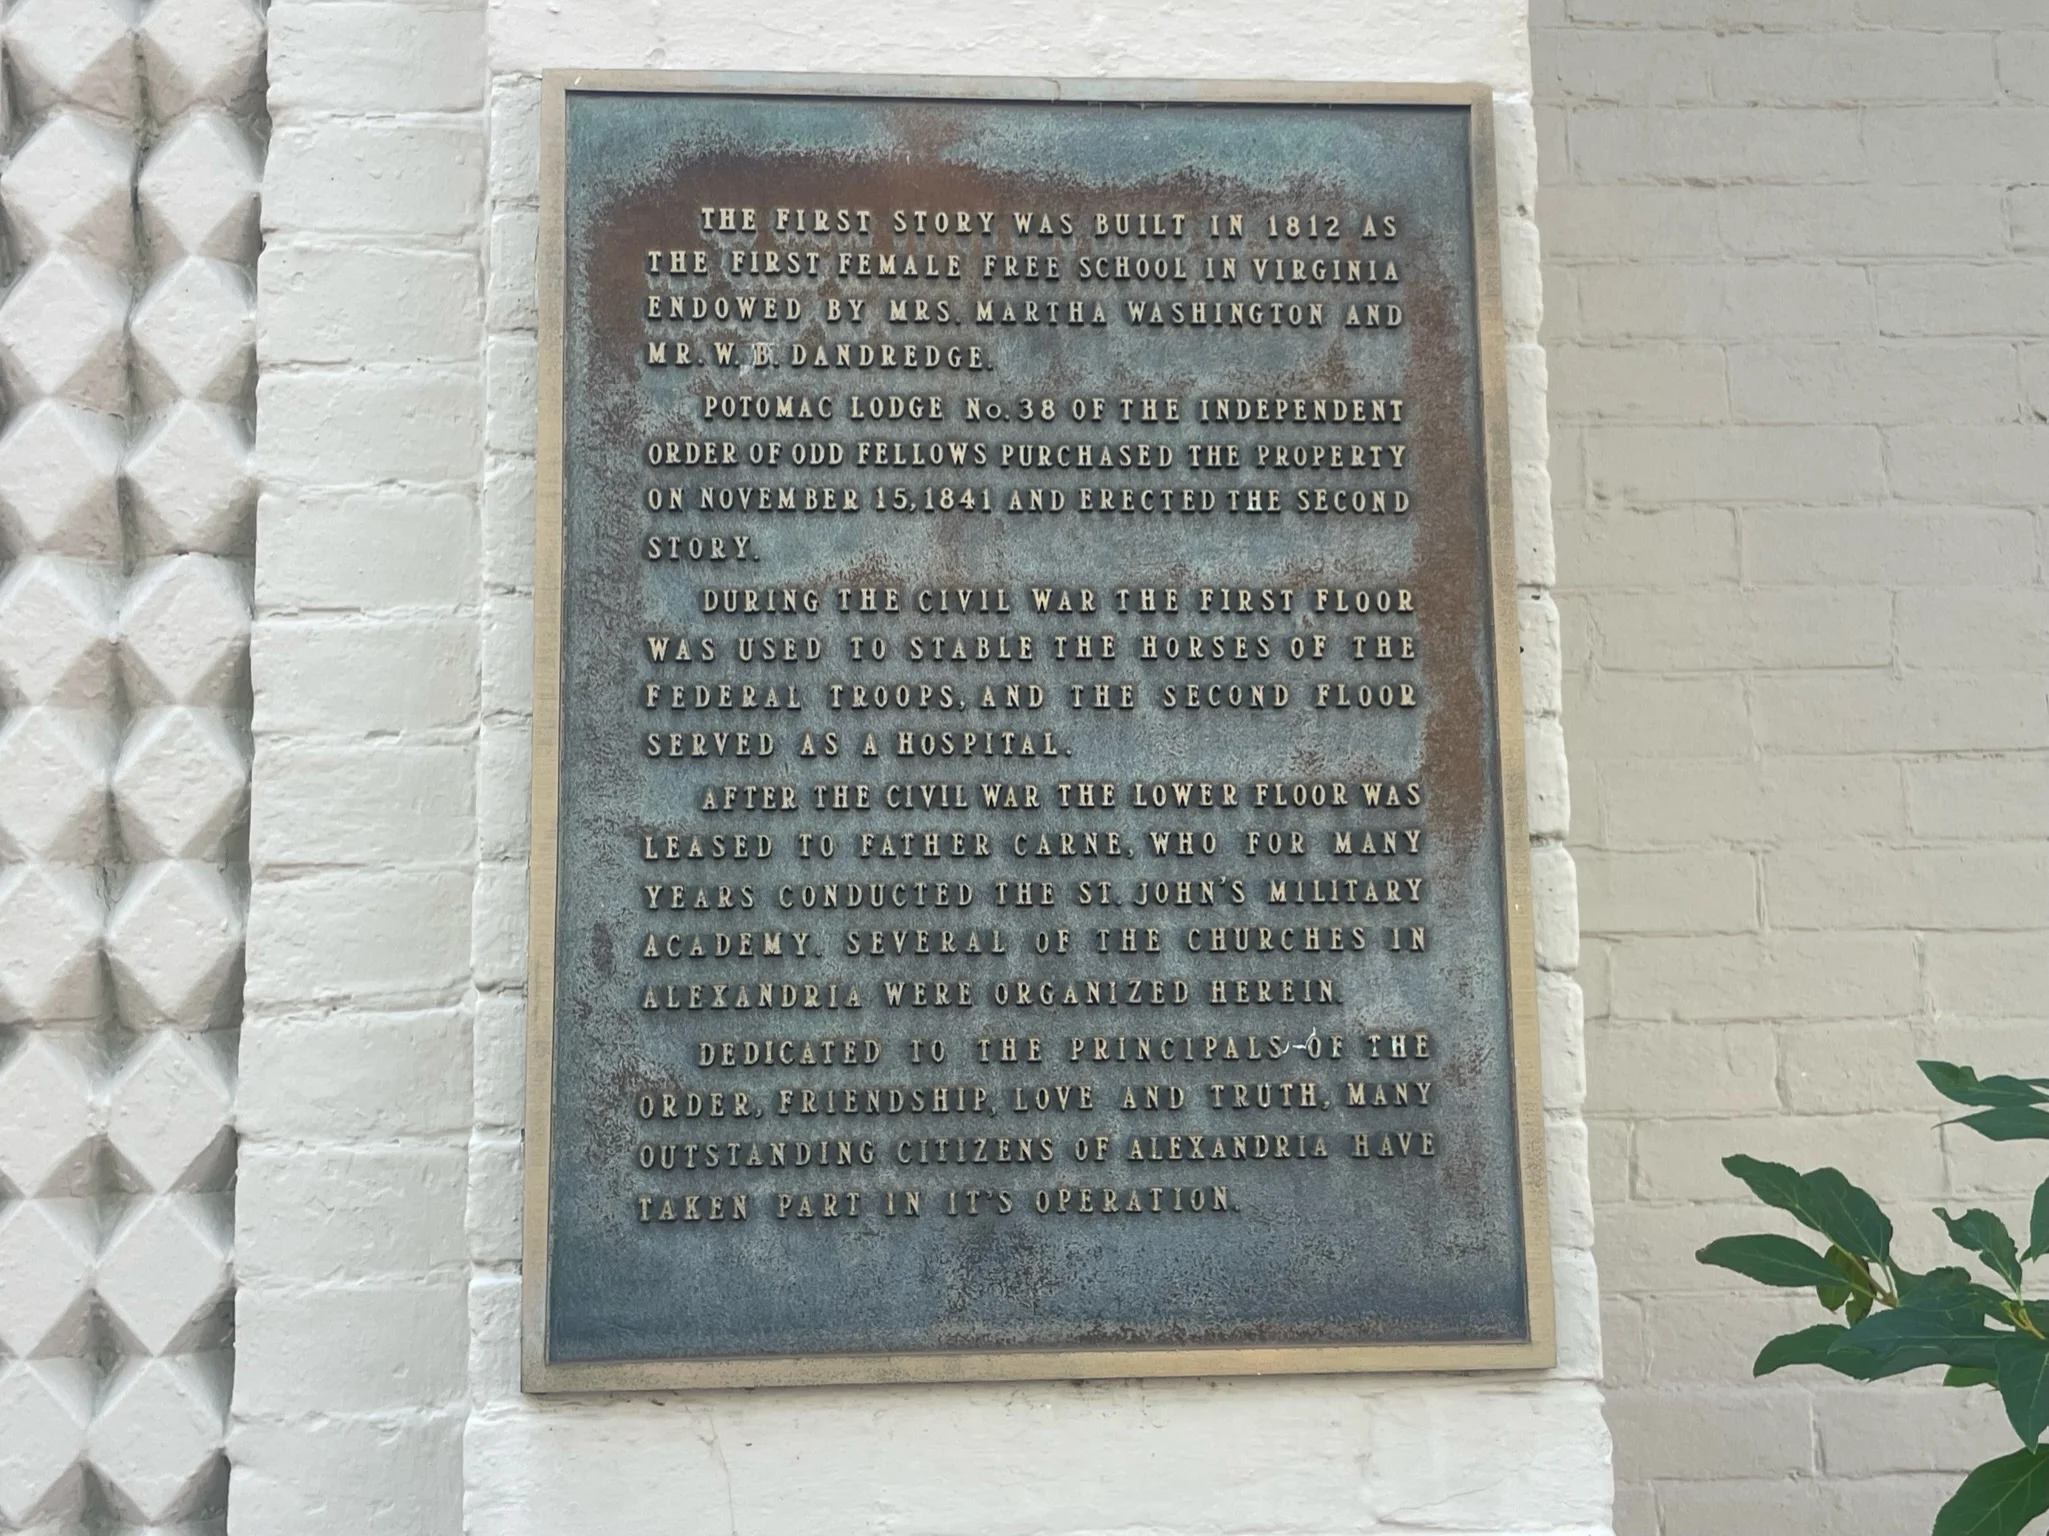 THE FIRST STORY WAS BUILT IN 1812 AS
THE FIRST FEMALE FREE SCHOOL IN VIRGINIA
ENDOWED BY MRS. MARTHA WASHINGTON AND
MR. W. B. DANDREDGE.
POTOMAC LODGE No. 38 OF THE INDEPENDENT
ORDER OF ODD FELLOWS PURCHASED THE PROPERTY
ON NOVEMBER 15, 1841 AND ERECTED THE SECOND
STORY.
DURING THE CIVIL WAR THE FIRST FLOOR
WAS USED TO STABLE THE HORSES OF THE
FEDERAL TROOPS, AND THE SECOND FLOOR
SERVED AS A HOSPITAL.
AFTER THE CIVIL WAR THE LOWER FLOOR WAS
LEASED TO FATHER CARNE, WHO FOR MANY
YEARS CONDUCTED THE ST. JOHN'S MILITARY
ACADEMY. SEVERAL OF THE CHURCHES IN
ALEXANDRIA WERE ORGANIZED HEREIN.
DEDICATED TO THE PRINCIPALS OF THE
ORDER, FRIENDSHIP, LOVE AND TRUTH, MANY
OUTSTANDING CITIZENS OF ALEXANDRIA HAVE
TAKEN PART IN IT'S OPERATION.